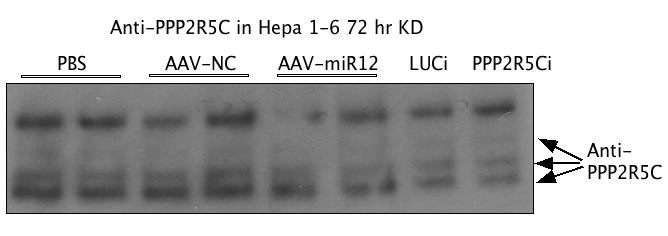 Anti-PPP2R5C in Hepa 1-6 72 hr KD
PBS AAV-NC AAV-miR12 LUCi PPP2R5Ci
Anti-
PPP2R5C